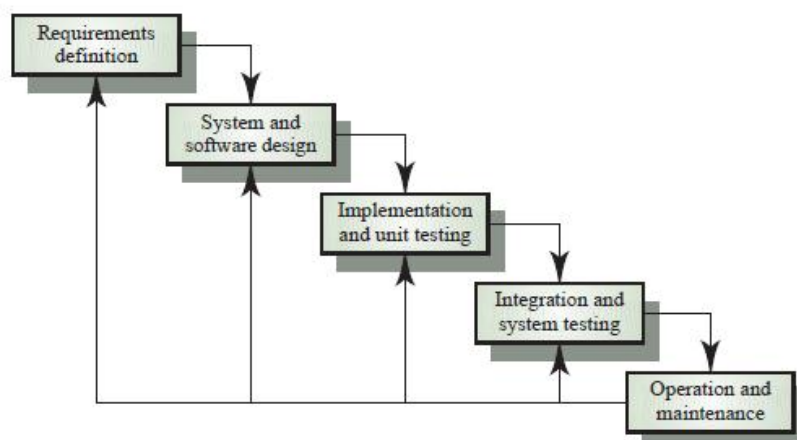 Requirements
definition
System and
software design
Implementation
and unit testing
Integration and
system testing
Operation and
maintenance